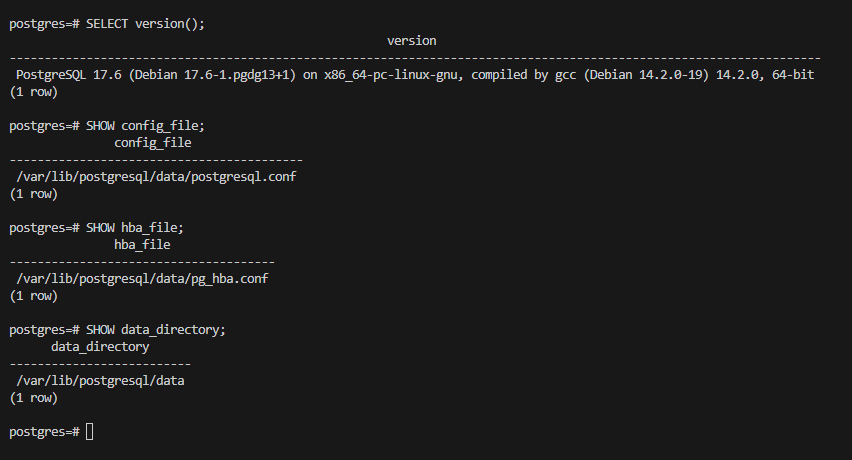 postgres=# SELECT version();
version
--------------------------------------------------------------------------------------------------------------------
PostgreSQL 17.6 (Debian 17.6-1.pgdg13+1) on x86_64-pc-linux-gnu, compiled by gcc (Debian 14.2.0-19) 14.2.0, 64-bit
(1 row)
postgres=# SHOW config_file;
config_file
------------------------------------------
/var/lib/postgresql/data/postgresql.conf
(1 row)
postgres=# SHOW hba_file;
hba_file
--------------------------------------
/var/lib/postgresql/data/pg_hba.conf
(1 row)
postgres=# SHOW data_directory;
data_directory
--------------------------
/var/lib/postgresql/data
(1 row)
postgres=#